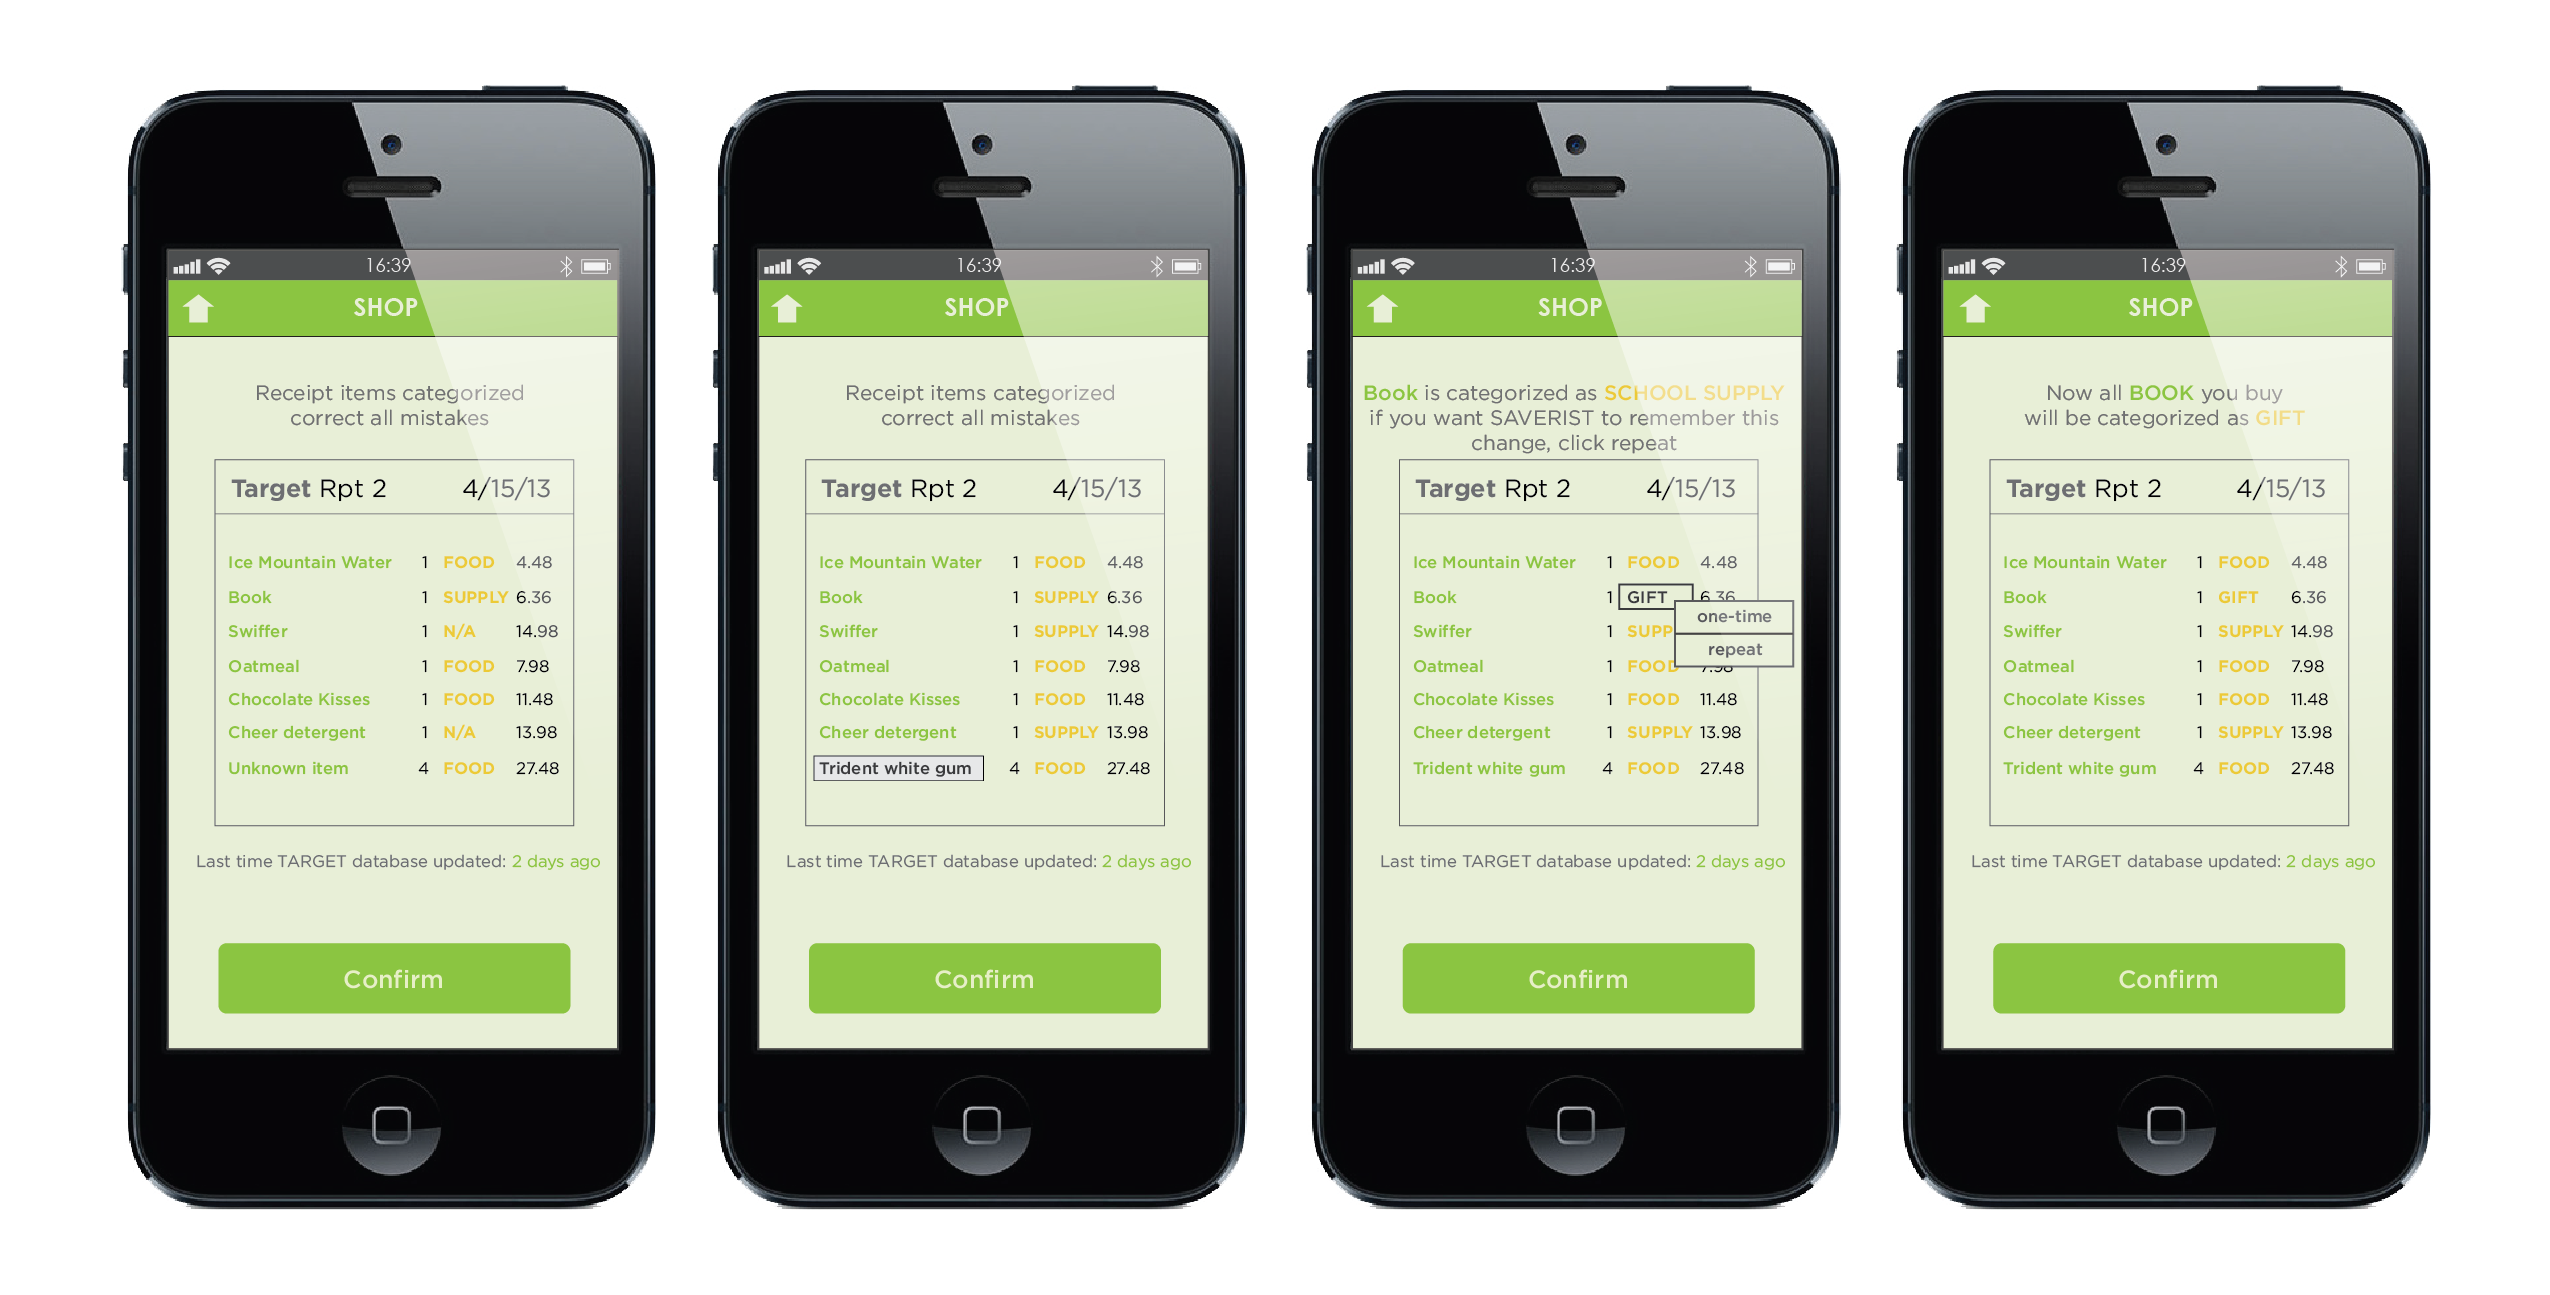 16:39
SHOP
Receipt items categorized
correct all mistakes
Target Rpt 2 4/15/13
Ice Mountain Water 1 FOOD 4.48
Book 1 SUPPLY 6.36
Swiffer 1 N/A 14.98
Oatmeal 1 FOOD 7.98
Chocolate Kisses 1 FOOD 11.48
Cheer detergent 1 N/A 13.98
Unknown item 4 FOOD 27.48
Last time TARGET database updated: 2 days ago
Confirm
16:39
SHOP
Receipt items categorized
correct all mistakes
Target Rpt 2 4/15/13
Ice Mountain Water 1 FOOD 4.48
Book 1 SUPPLY 6.36
Swiffer 1 SUPPLY 14.98
Oatmeal 1 FOOD 7.98
Chocolate Kisses 1 FOOD 11.48
Cheer detergent 1 SUPPLY 13.98
Trident white gum 4 FOOD 27.48
Last time TARGET database updated: 2 days ago
Confirm
16:39
SHOP
Book is categorized as SCHOOL SUPPLY
if you want SAVERIST to remember this
change, click repeat
Target Rpt 2 4/15/13
Ice Mountain Water 1 FOOD 4.48
Book 1 GIFT 6.36
one-time
Swiffer 1 SUPP
repeat
Oatmeal 1 FOOD 7.98
Chocolate Kisses 1 FOOD 11.48
Cheer detergent 1 SUPPLY 13.98
Trident white gum 4 FOOD 27.48
Last time TARGET database updated: 2 days ago
Confirm
16:39
SHOP
Now all BOOK you buy
will be categorized as GIFT
Target Rpt 2 4/15/13
Ice Mountain Water 1 FOOD 4.48
Book 1 GIFT 6.36
Swiffer 1 SUPPLY 14.98
Oatmeal 1 FOOD 7.98
Chocolate Kisses 1 FOOD 11.48
Cheer detergent 1 SUPPLY 13.98
Trident white gum 4 FOOD 27.48
Last time TARGET database updated: 2 days ago
Confirm